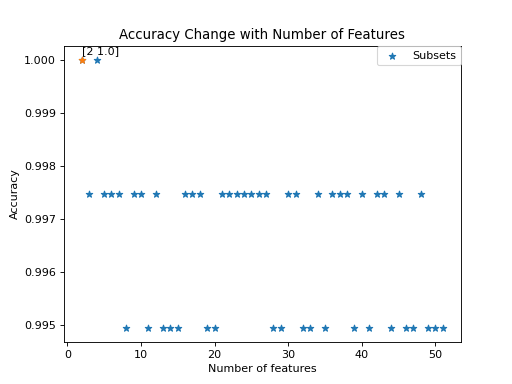 Accuracy Change with Number of Features
[2 1.0]
Subsets
1.000
0.999
0.998
0.997
0.996
0.995
Accuracy
0 10 20 30 40 50
Number of features